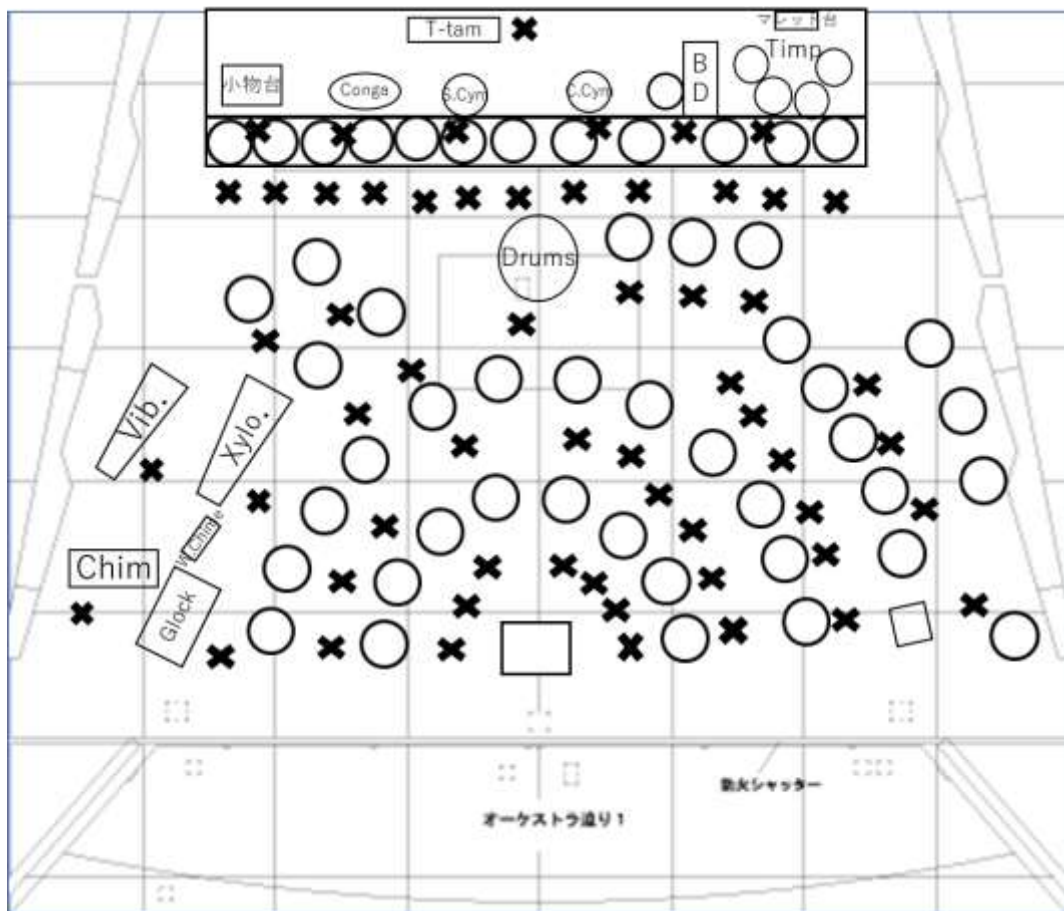 マレット台
T-tam
Timp
小物台
Conga
S.Cym
C.Cym
B
D
Drums
Vib.
Xylo.
W.Chime
Chim
Glock
防火シャッター
オーケストラ迫り1